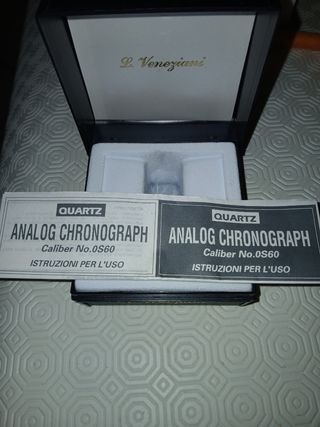 L. Veneziani
QUARTZ
ANALOG CHRONOGRAPH
Caliber No.0S60
ISTRUZIONI PER L'USO
QUARTZ
ANALOG CHRONOGRAPH
Caliber No.0S60
ISTRUZIONI PER L'USO